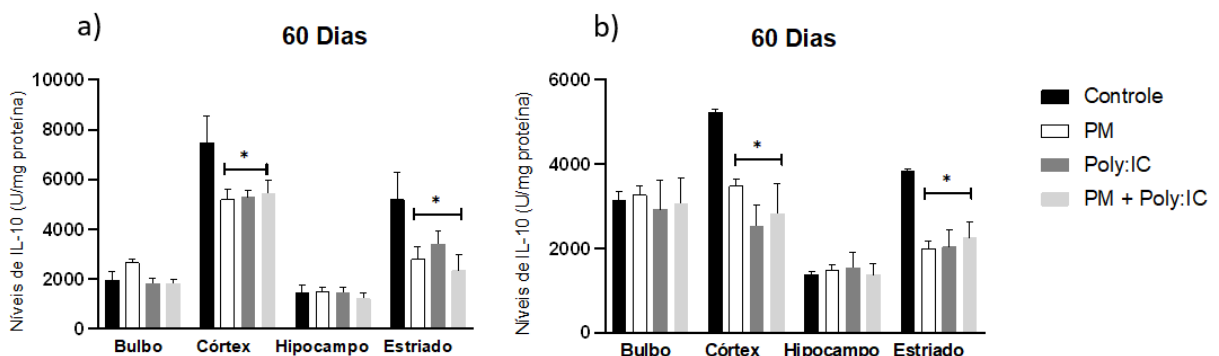 a)
60 Dias
Níveis de IL-10 (U/mg proteína)
10000
8000
6000
4000
2000
0
*
*
Bulbo Córtex Hipocampo Estriado
b)
60 Dias
Níveis de IL-10 (U/mg proteína)
6000
4000
2000
0
*
*
Bulbo Córtex Hipocampo Estriado
Controle
PM
Poly:IC
PM + Poly:IC